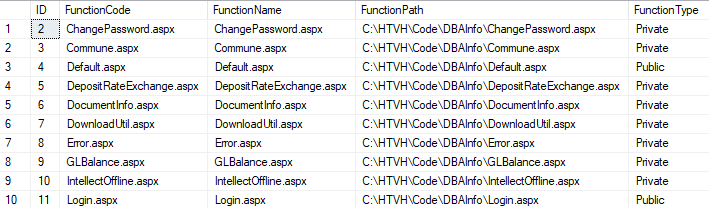 ID FunctionCode FunctionName FunctionPath FunctionType
1 2 ChangePassword.aspx ChangePassword.aspx C:\HTVH\Code\DBAInfo\ChangePassword.aspx Private
2 3 Commune.aspx Commune.aspx C:\HTVH\Code\DBAInfo\Commune.aspx Private
3 4 Default.aspx Default.aspx C:\HTVH\Code\DBAInfo\Default.aspx Public
4 5 DepositRateExchange.aspx DepositRateExchange.aspx C:\HTVH\Code\DBAInfo\DepositRateExchange.aspx Private
5 6 DocumentInfo.aspx DocumentInfo.aspx C:\HTVH\Code\DBAInfo\DocumentInfo.aspx Private
6 7 DownloadUtil.aspx DownloadUtil.aspx C:\HTVH\Code\DBAInfo\DownloadUtil.aspx Private
7 8 Error.aspx Error.aspx C:\HTVH\Code\DBAInfo\Error.aspx Private
8 9 GLBalance.aspx GLBalance.aspx C:\HTVH\Code\DBAInfo\GLBalance.aspx Private
9 10 IntellectOffline.aspx IntellectOffline.aspx C:\HTVH\Code\DBAInfo\IntellectOffline.aspx Private
10 11 Login.aspx Login.aspx C:\HTVH\Code\DBAInfo\Login.aspx Public